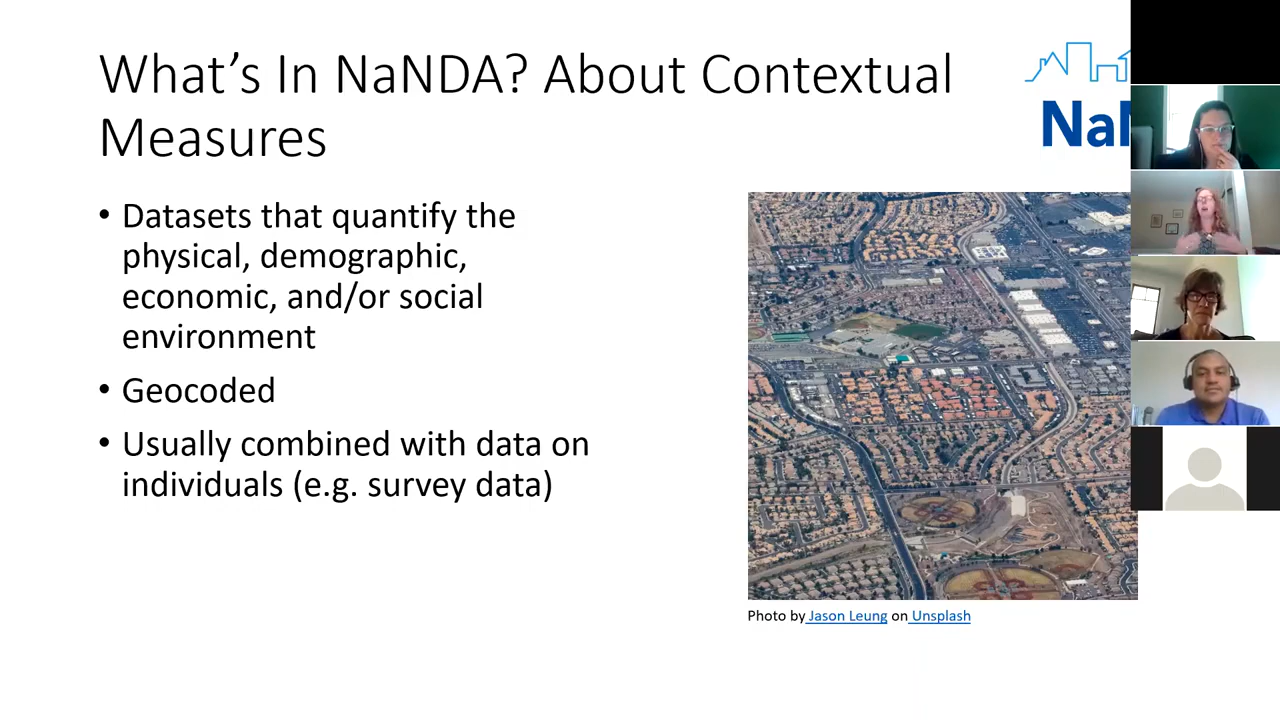 What’s In NaNDA? About Contextual
Measures
• Datasets that quantify the
physical, demographic,
economic, and/or social
environment
• Geocoded
• Usually combined with data on
individuals (e.g. survey data)
Photo by Jason Leung on Unsplash